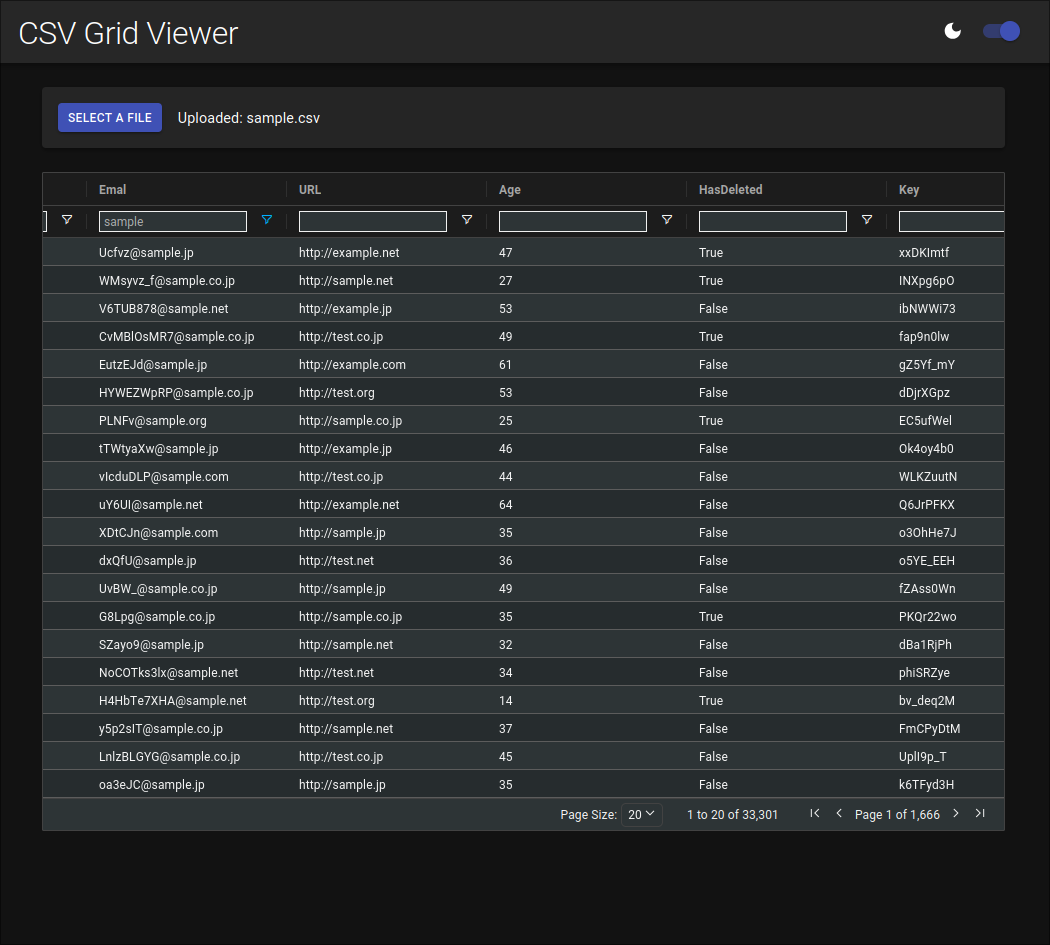 CSV Grid Viewer
SELECT A FILE Uploaded: sample.csv
Emal URL Age HasDeleted Key
sample
Ucfvz@sample.jp http://example.net 47 True xxDKlmtf
WMsyvz_f@sample.co.jp http://sample.net 27 True INXpg6pO
V6TUB878@sample.net http://example.jp 53 False ibNWWi73
CvMBlOsMR7@sample.co.jp http://test.co.jp 49 True fap9n0lw
EutzEJd@sample.jp http://example.com 61 False gZ5Yf_mY
HYWEZWpRP@sample.co.jp http://test.org 53 False dDjrXGpz
PLNFv@sample.org http://sample.co.jp 25 True EC5ufWel
tTWtyaXw@sample.jp http://example.jp 46 False Ok4oy4b0
vIcduDLP@sample.com http://test.co.jp 44 False WLKZuutN
uY6UI@sample.net http://example.net 64 False Q6JrPFKX
XDtCJn@sample.com http://sample.jp 35 False o3OhHe7J
dxQfU@sample.jp http://test.net 36 False o5YE_EEH
UvBW_@sample.co.jp http://sample.jp 49 False fZAss0Wn
G8Lpg@sample.co.jp http://sample.co.jp 35 True PKQr22wo
SZayo9@sample.jp http://sample.net 32 False dBa1RjPh
NoCOTks3lx@sample.net http://test.net 34 False phiSRZye
H4HbTe7XHA@sample.net http://test.org 14 True bv_deq2M
y5p2sIT@sample.co.jp http://sample.net 37 False FmCPyDtM
LnlzBLGYG@sample.co.jp http://test.co.jp 45 False UplI9p_T
oa3eJC@sample.jp http://sample.jp 35 False k6TFyd3H
Page Size: 20 1 to 20 of 33,301 Page 1 of 1,666